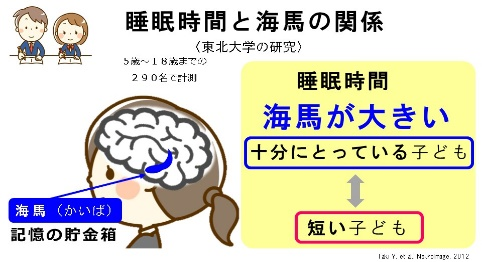 睡眠時間と海馬の関係
(東北大学の研究)
5歳～18歳までの
290名c計測
睡眠時間
海馬が大きい
十分にとっている子ども
短い子ども
海馬(かいば)
記憶の貯金箱
Taki Y, et al, Neuroimage, 2012